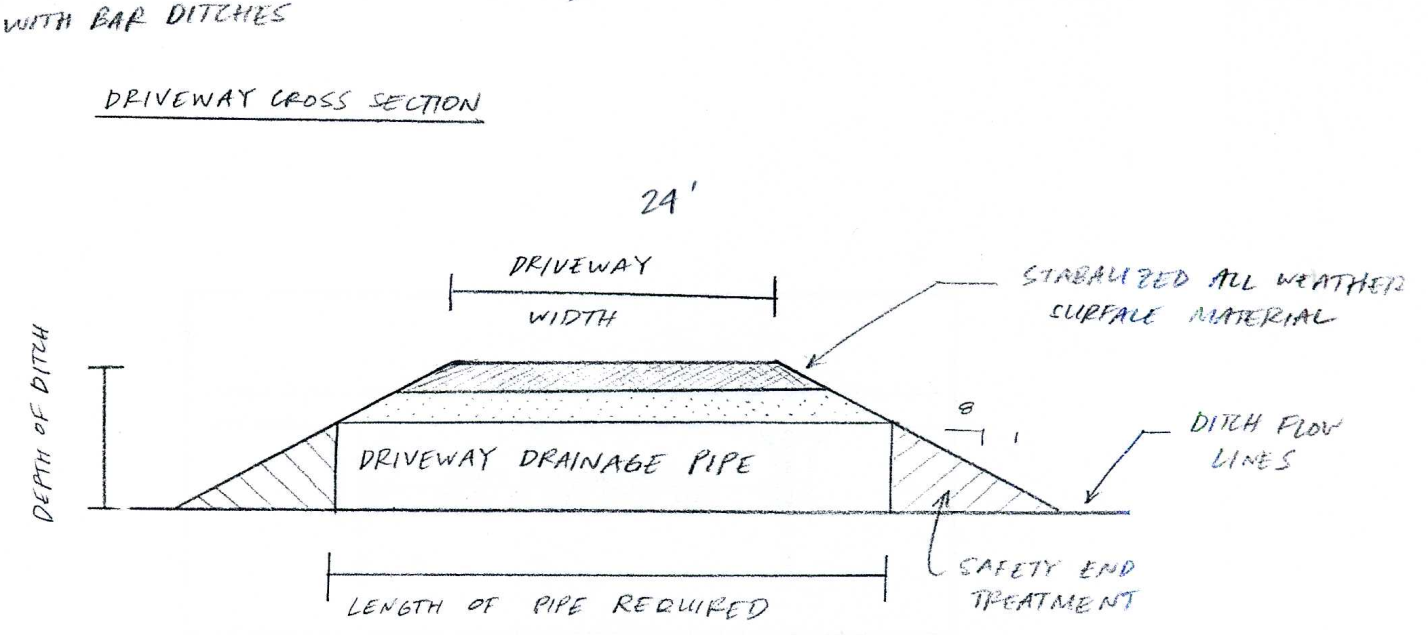 WITH BAR DITCHES
DRIVEWAY CROSS SECTION
24'
DRIVEWAY
WIDTH
STABALIZED ALL WEATHER
SURFACE MATERIAL
DEPTH OF DITCH
8
1
DITCH FLOW
LINES
DRIVEWAY DRAINAGE PIPE
SAFETY END
TREATMENT
LENGTH OF PIPE REQUIRED